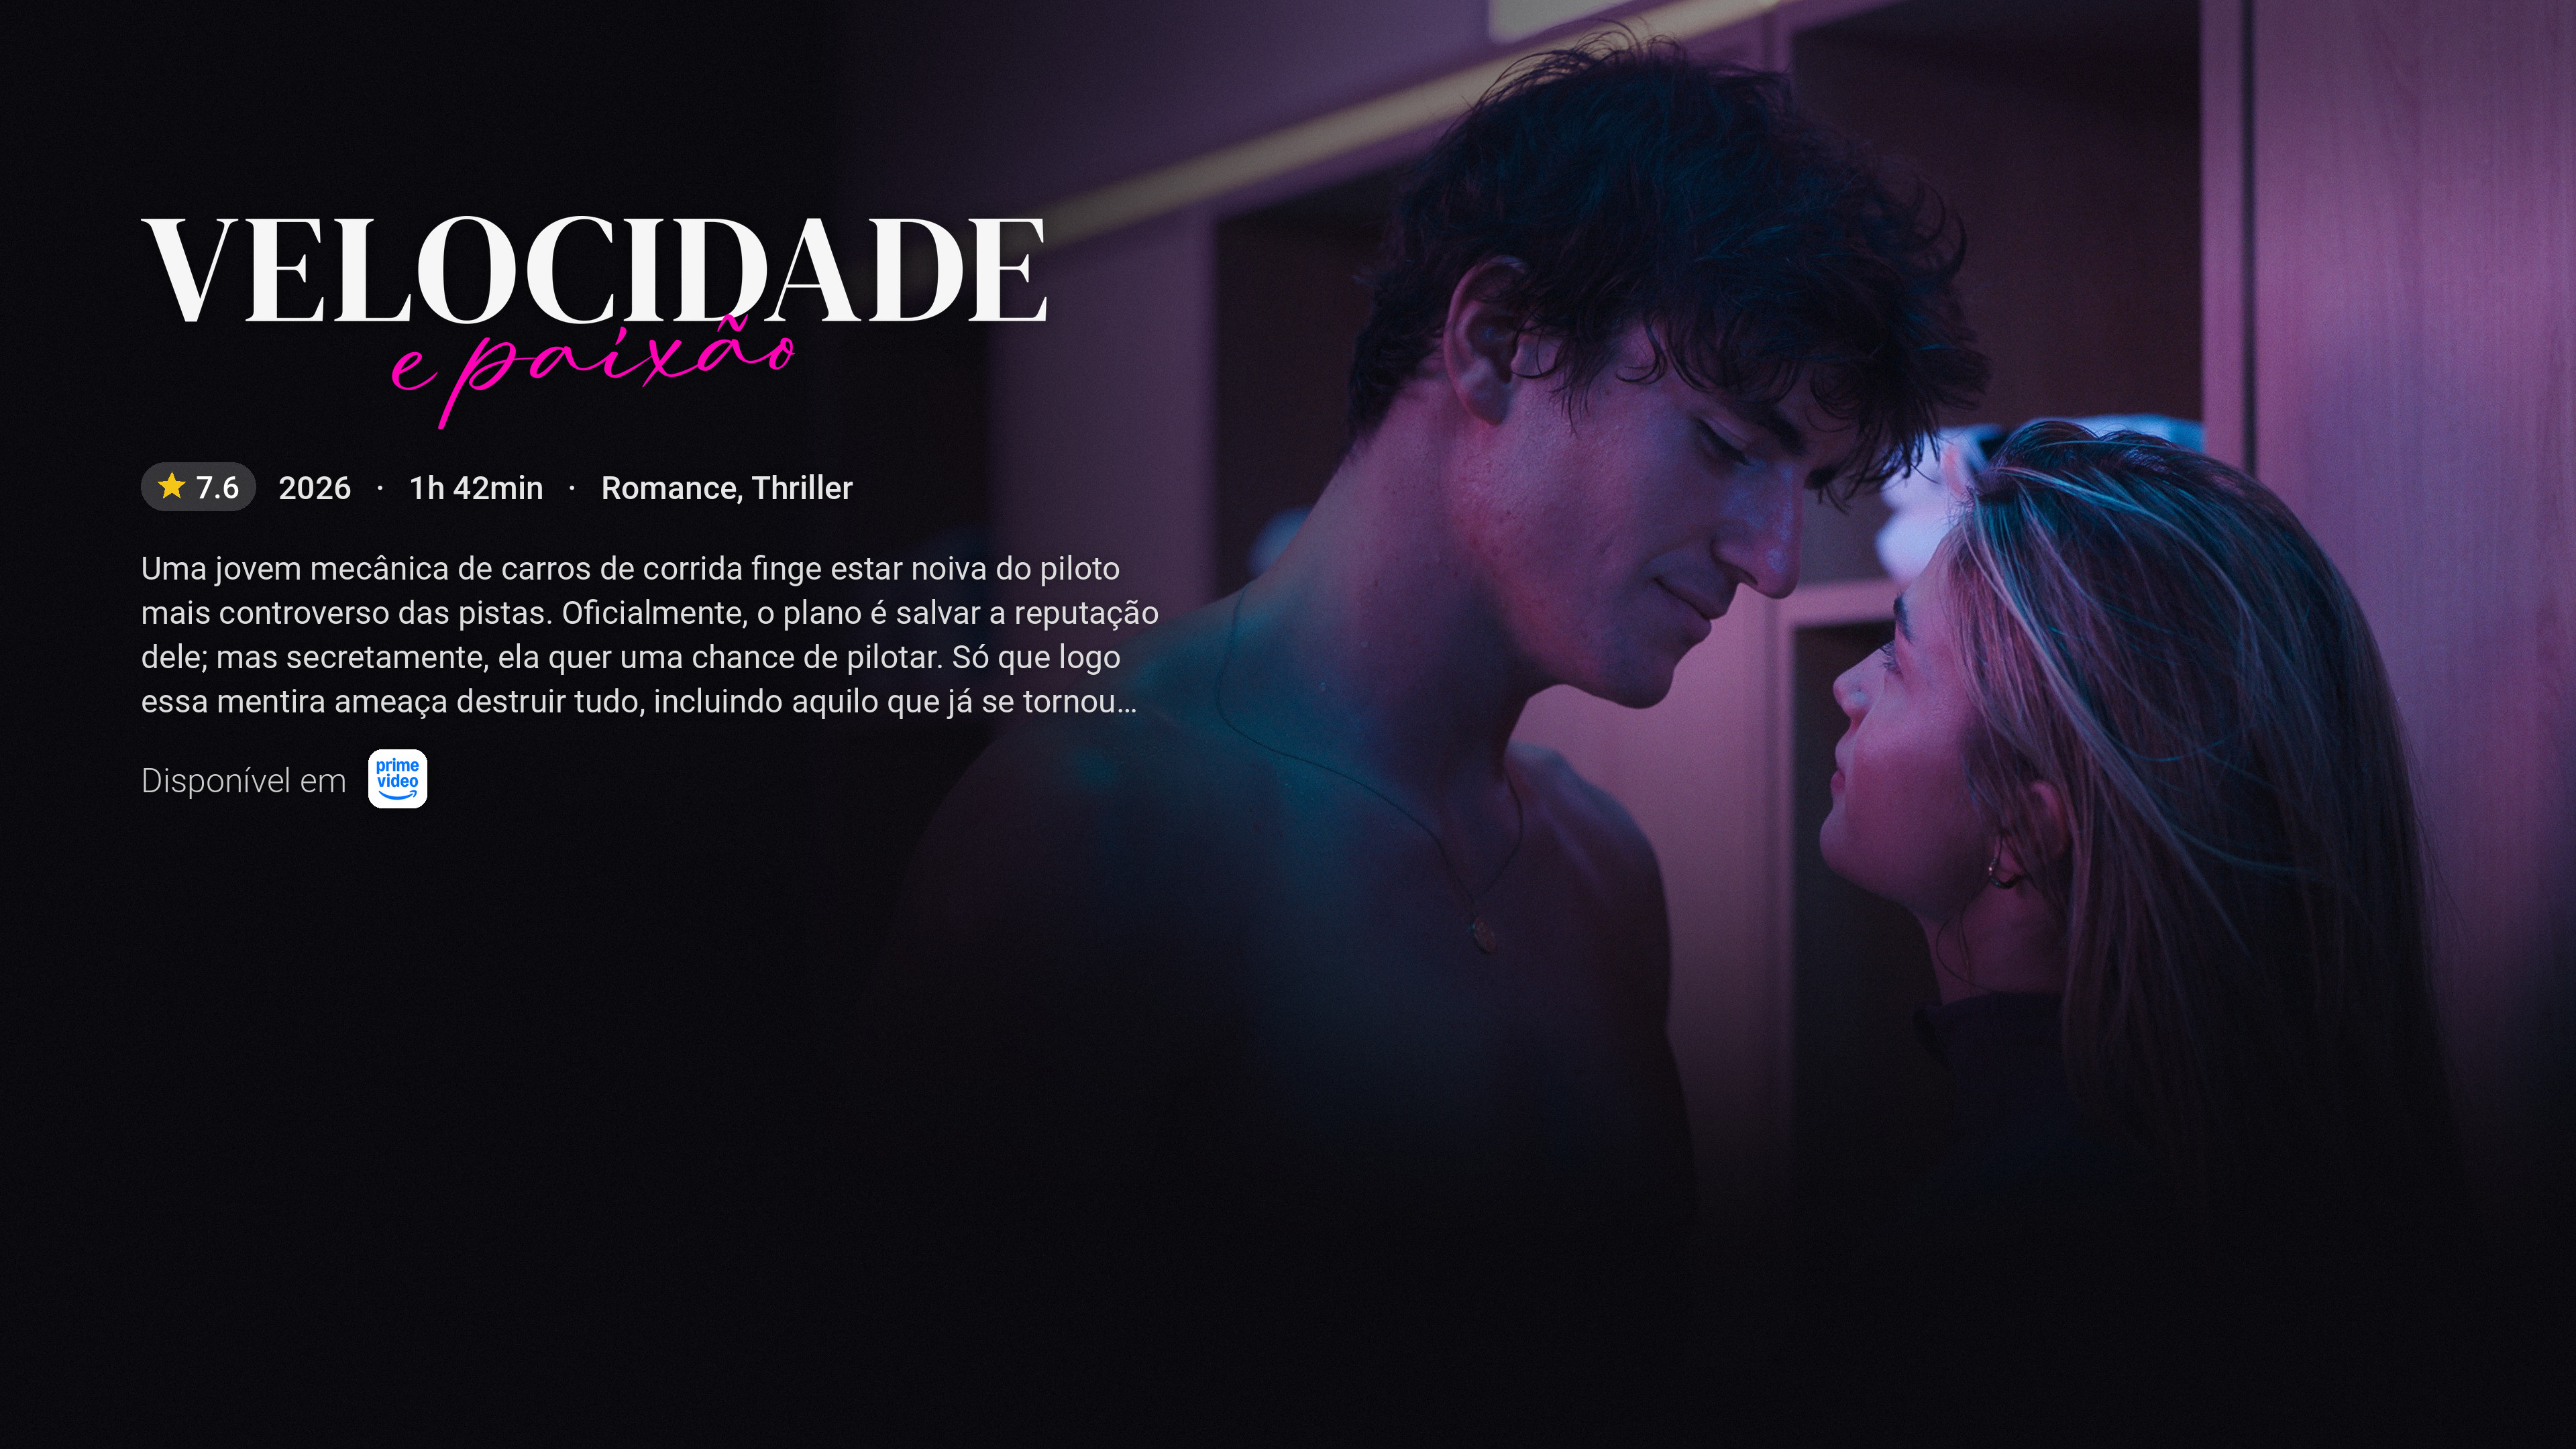 VELOCIDADE
e paixão
7.6 2026 · 1h 42min · Romance, Thriller
Uma jovem mecânica de carros de corrida finge estar noiva do piloto
mais controverso das pistas. Oficialmente, o plano é salvar a reputação
dele; mas secretamente, ela quer uma chance de pilotar. Só que logo
essa mentira ameaça destruir tudo, incluindo aquilo que já se tornou...
Disponível em prime
video